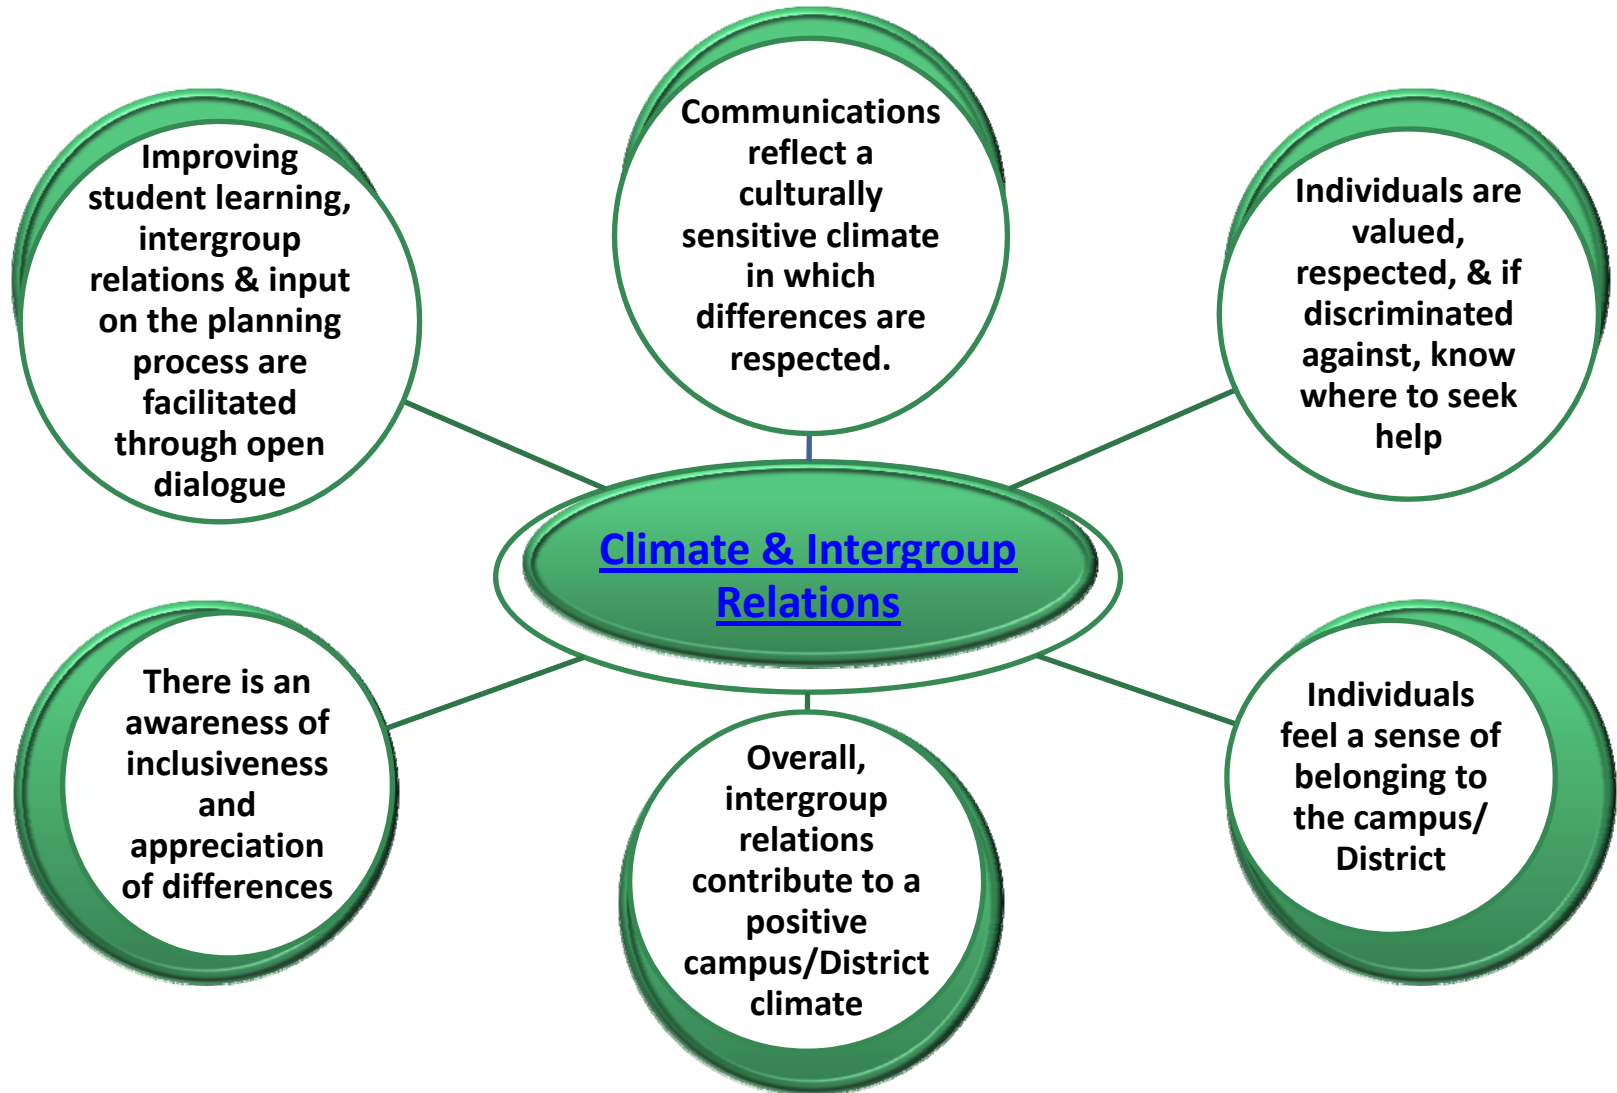 Improving
student learning,
intergroup
relations & input
on the planning
process are
facilitated
through open
dialogue
Communications
reflect a
culturally
sensitive climate
in which
differences are
respected.
Individuals are
valued,
respected, & if
discriminated
against, know
where to seek
help
Climate & Intergroup
Relations
There is an
awareness of
inclusiveness
and
appreciation
of differences
Overall,
intergroup
relations
contribute to a
positive
campus/District
climate
Individuals
feel a sense of
belonging to
the campus/
District